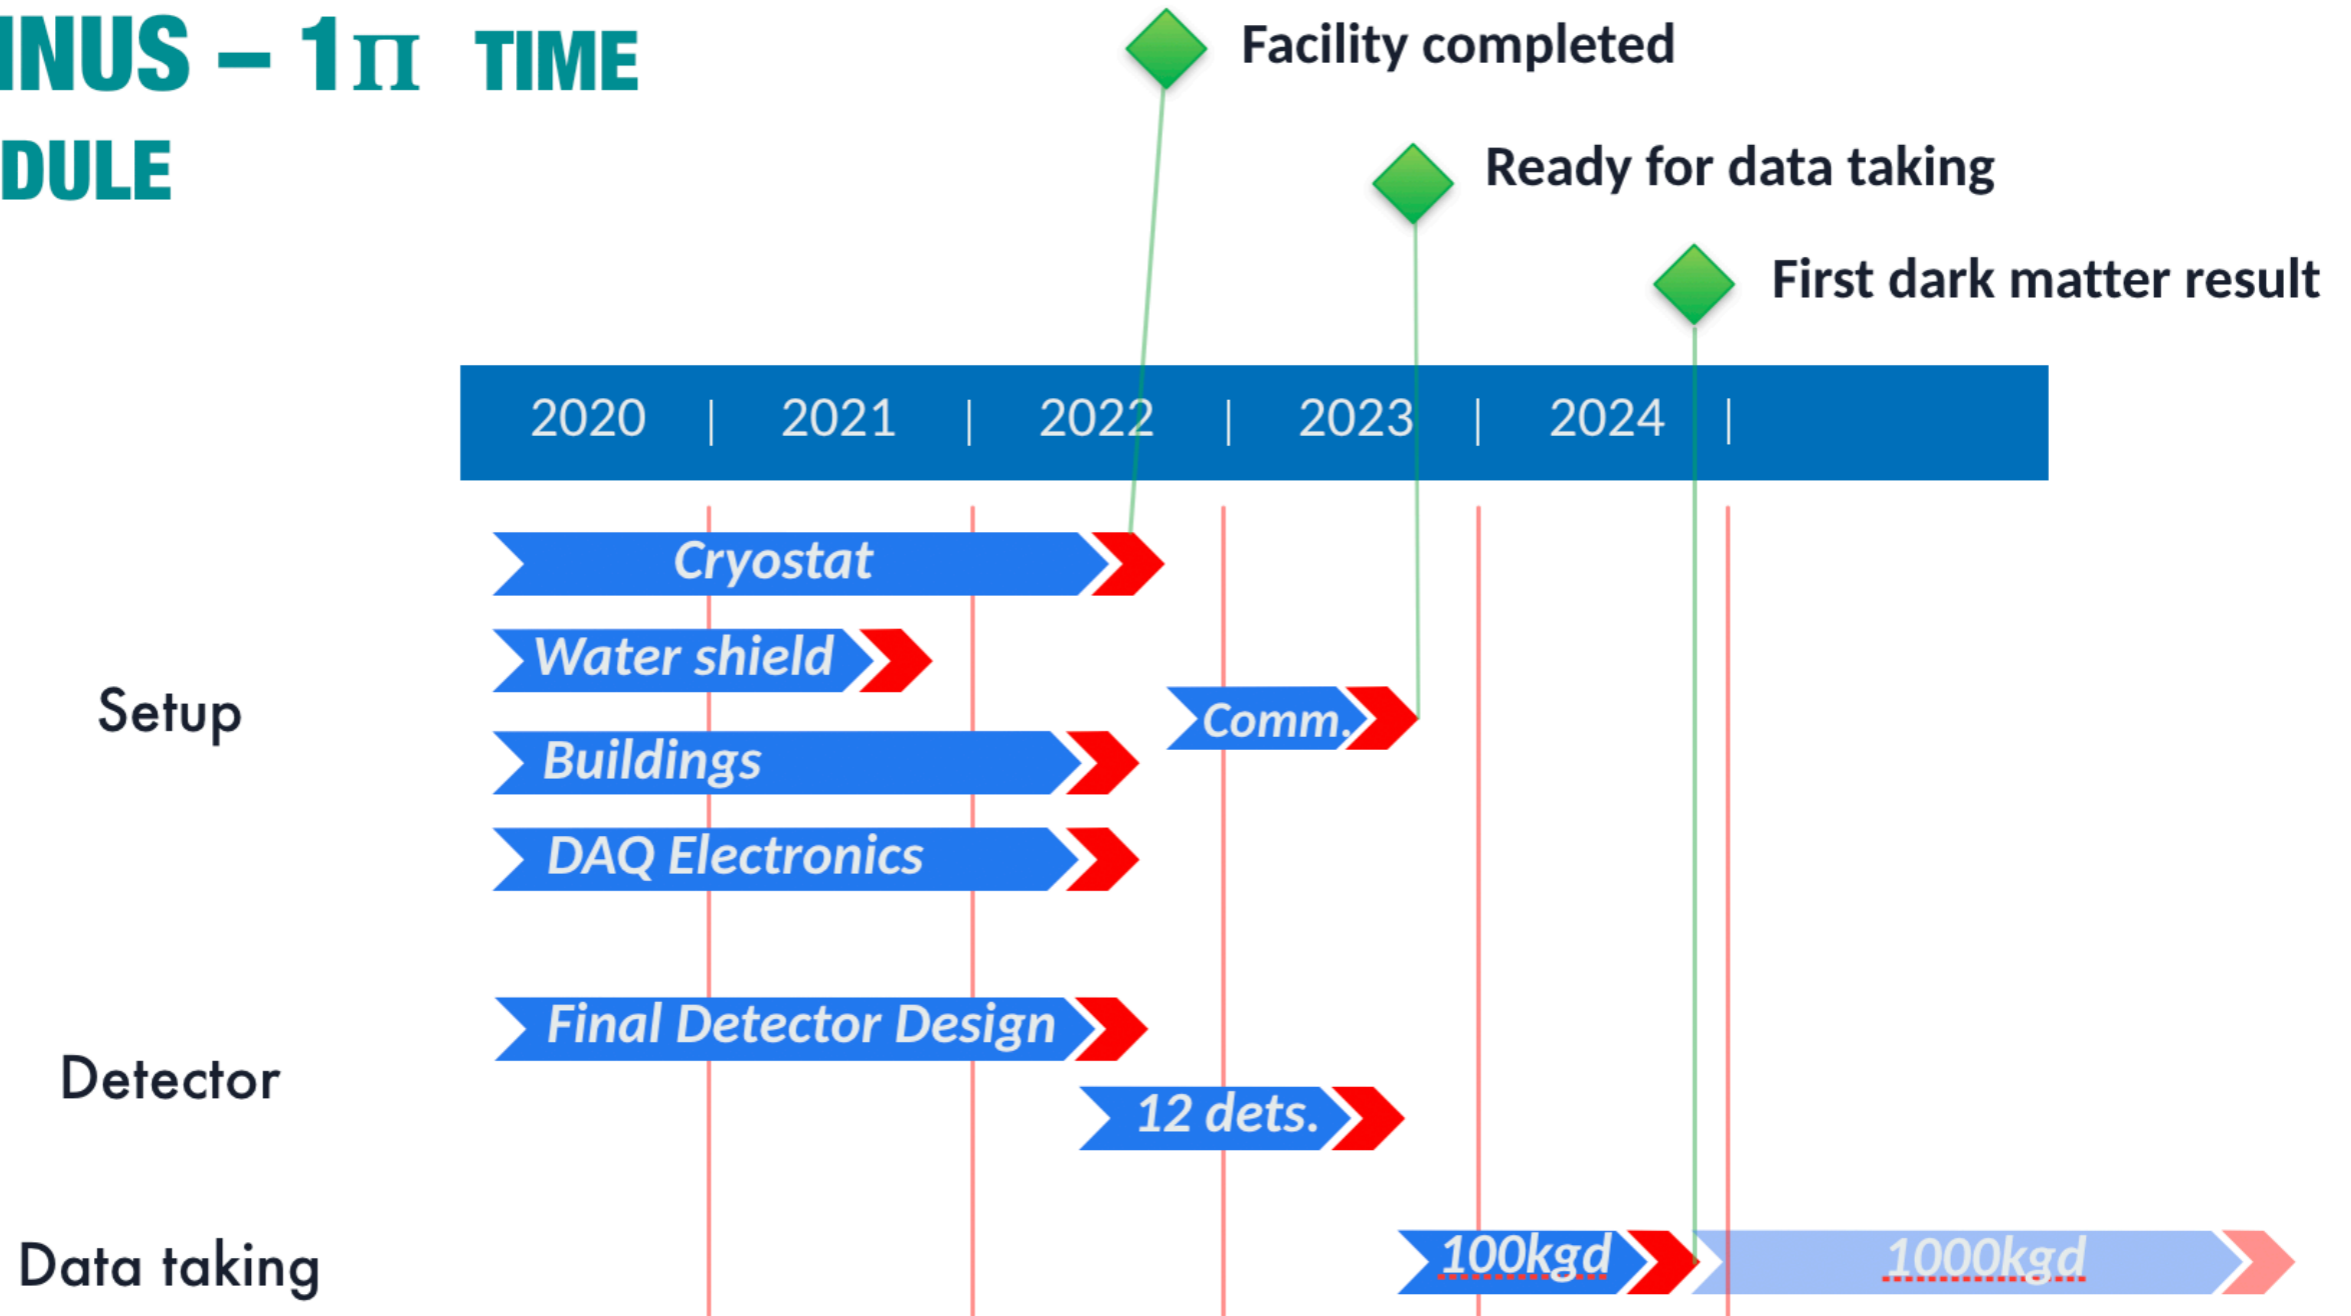 INUS – 1π TIME
DULE
Facility completed
Ready for data taking
First dark matter result
2020 | 2021 | 2022 | 2023 | 2024 |
Cryostat
Water shield
Setup
Comm.
Buildings
DAQ Electronics
Final Detector Design
Detector
12 dets.
Data taking
100kgd
1000kgd